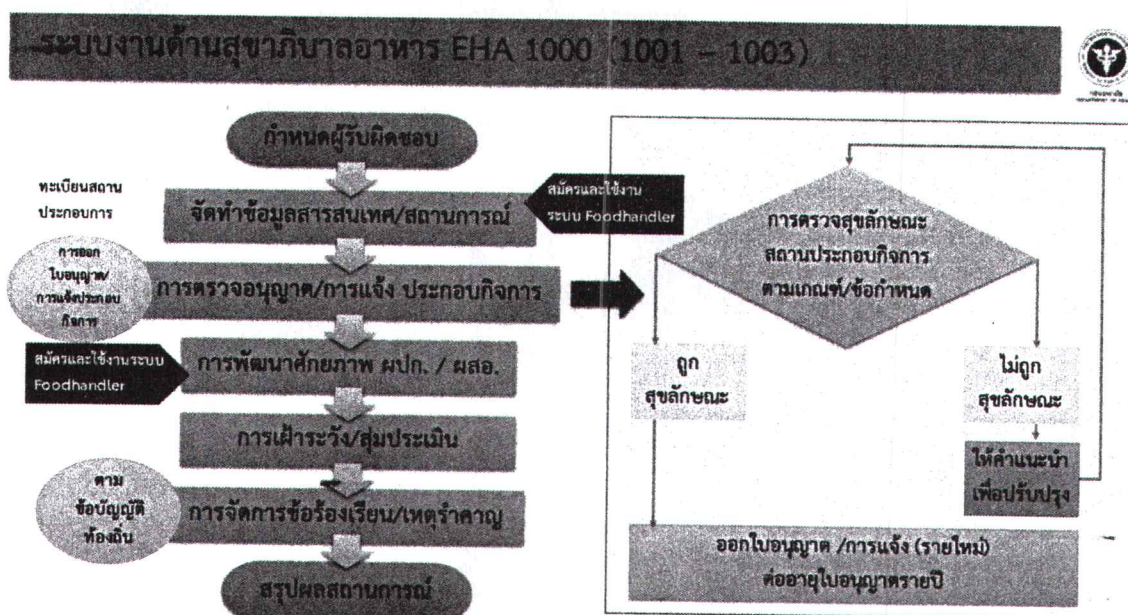 ระบบงานด้านสุขาภิบาลอาหาร EHA 1000 (1001 – 1003)
กำหนดผู้รับผิดชอบ
ทะเบียนสถาน
ประกอบการ
จัดทำข้อมูลสารสนเทศ/สถานการณ์
สมัครและใช้งาน
ระบบ Foodhandler
การออก
ใบอนุญาต/
การแจ้งประกอบ
กิจการ
การตรวจอนุญาต/การแจ้ง ประกอบกิจการ
สมัครและใช้งานระบบ
Foodhandler
การพัฒนาศักยภาพ ผปก. / ผสอ.
การเฝ้าระวัง/สุ่มประเมิน
ตาม
ข้อบัญญัติ
ท้องถิ่น
การจัดการข้อร้องเรียน/เหตุรำคาญ
สรุปผลสถานการณ์
การตรวจสุขลักษณะ
สถานประกอบกิจการ
ตามเกณฑ์/ข้อกำหนด
ถูก
สุขลักษณะ
ไม่ถูก
สุขลักษณะ
ให้คำแนะนำ
เพื่อปรับปรุง
ออกใบอนุญาต /การแจ้ง (รายใหม่)
ต่ออายุใบอนุญาตรายปี